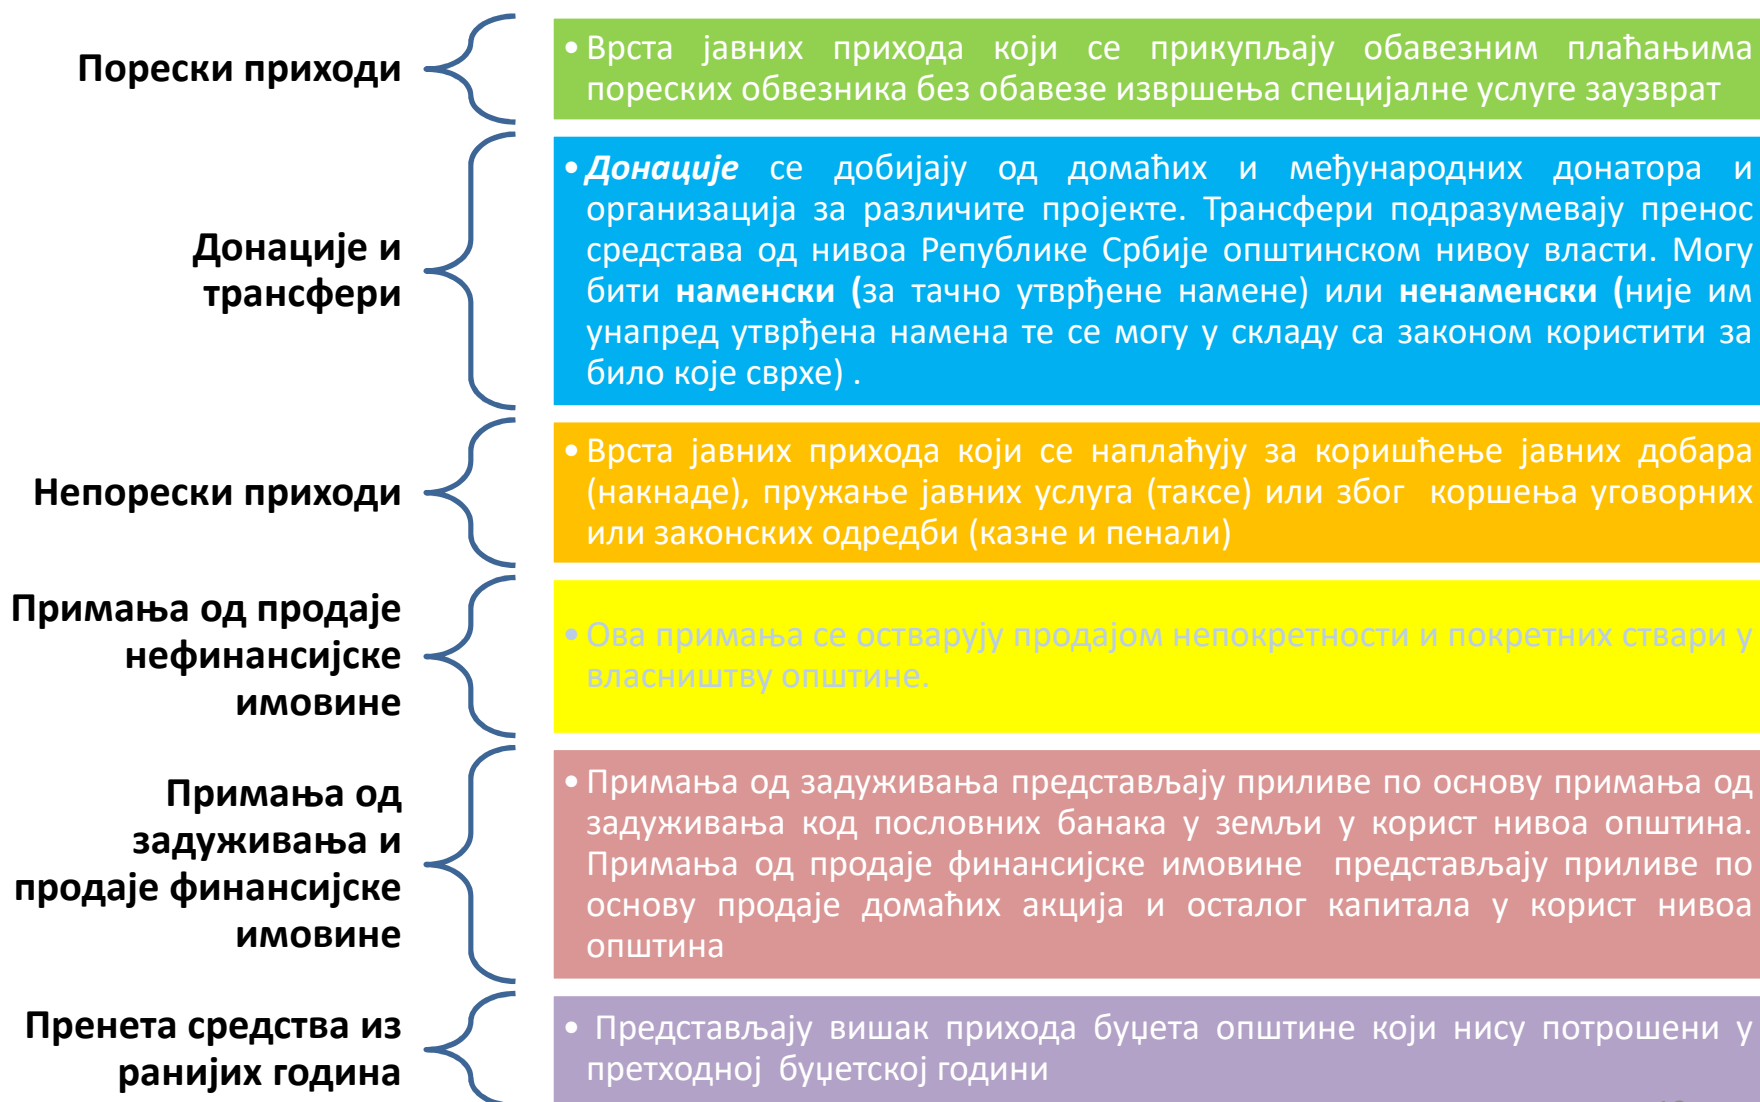 Порески приходи
• Врста јавних прихода који се прикупљају обавезним плаћањима
пореских обвезника без обавезе извршења специјалне услуге заузврат
Донације и
трансфери
• Донације се добијају од домаћих и међународних донатора и
организација за различите пројекте. Трансфери подразумевају пренос
средстава од нивоа Републике Србије општинском нивоу власти. Могу
бити наменски (за тачно утврђене намене) или ненаменски (није им
унапред утврђена намена те се могу у складу са законом користити за
било које сврхе) .
Непорески приходи
• Врста јавних прихода који се наплаћују за коришћење јавних добара
(накнаде), пружање јавних услуга (таксе) или због коршења уговорних
или законских одредби (казне и пенали)
Примања од продаје
нефинансијске
имовине
• Ова примања се остварују продајом непокретности и покретних ствари у
власништву општине.
Примања од
задуживања и
продаје финансијске
имовине
• Примања од задуживања представљају приливе по основу примања од
задуживања код пословних банака у земљи у корист нивоа општина.
Примања од продаје финансијске имовине представљају приливе по
основу продаје домаћих акција и осталог капитала у корист нивоа
општина
Пренета средства из
ранијих година
• Представљају вишак прихода буџета општине који нису потрошени у
претходној буџетској години